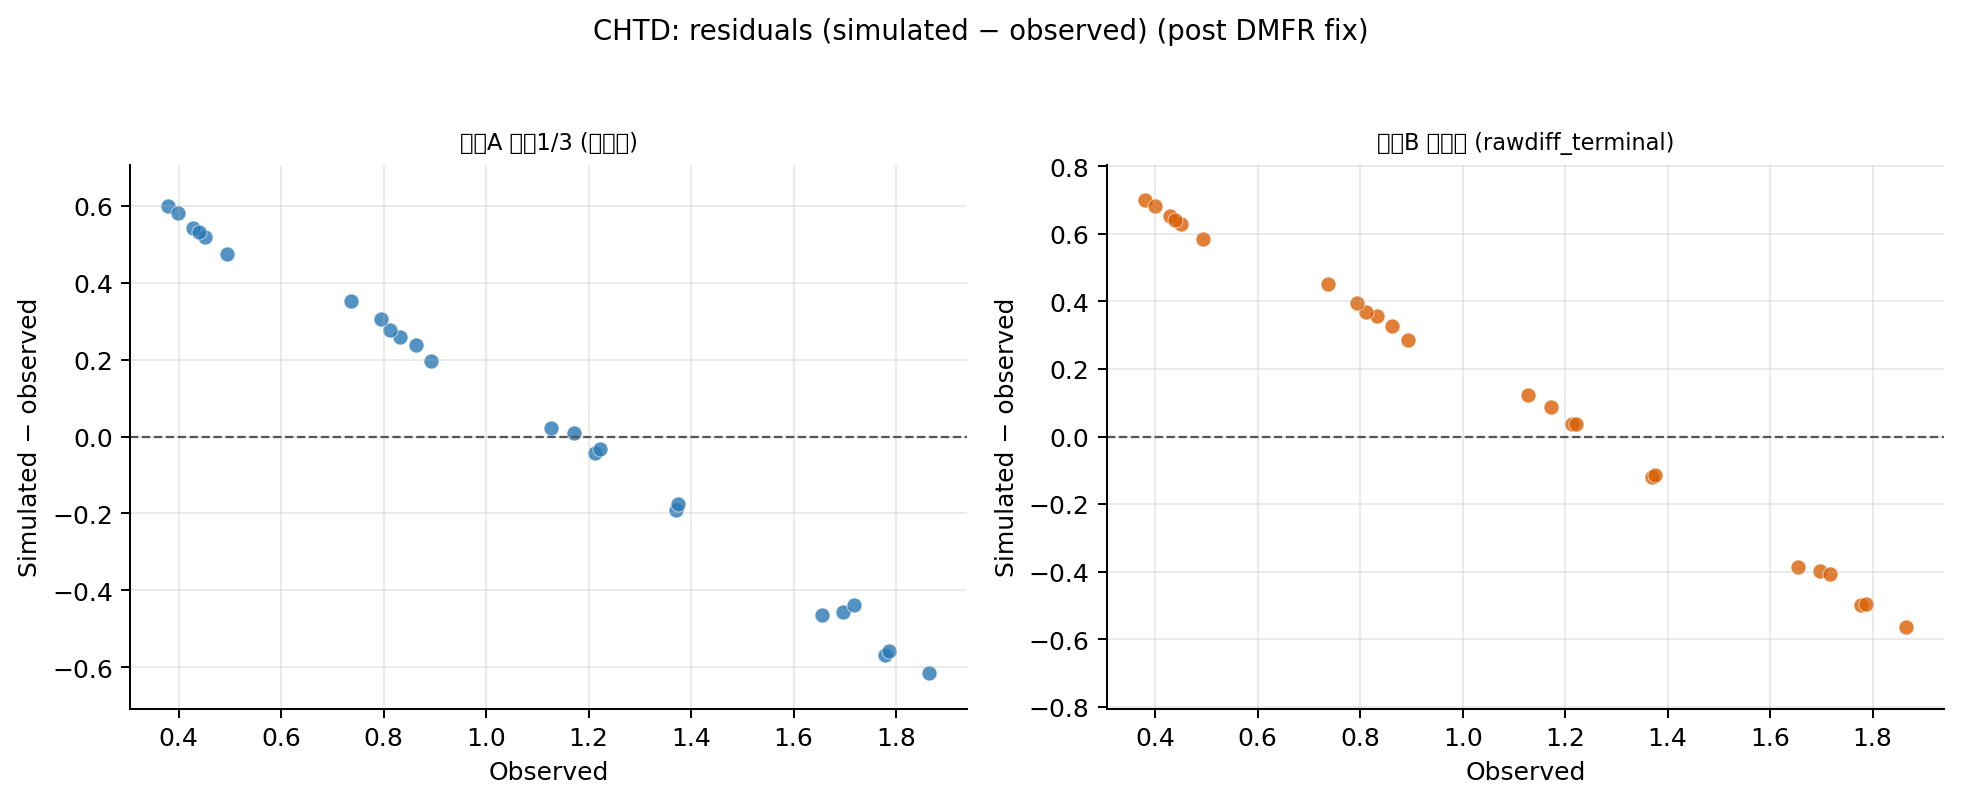 CHTD: residuals (simulated − observed) (post DMFR fix)
A 1/3
B (rawdiff_terminal)
0.6
0.4
0.2
0.0
−0.2
−0.4
−0.6
Simulated − observed
0.4 0.6 0.8 1.0 1.2 1.4 1.6 1.8
Observed
0.8
0.6
0.4
0.2
0.0
−0.2
−0.4
−0.6
−0.8
Simulated − observed
0.4 0.6 0.8 1.0 1.2 1.4 1.6 1.8
Observed